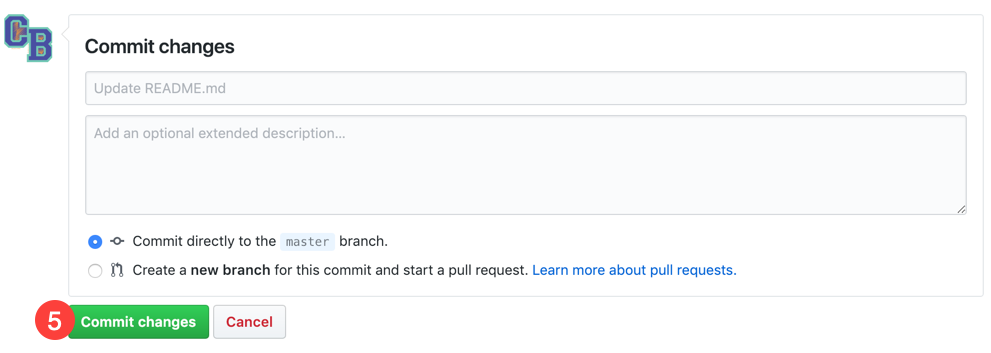 CB
Commit changes
Update README.md
Add an optional extended description...
Commit directly to the master branch.
Create a new branch for this commit and start a pull request. Learn more about pull requests.
5 Commit changes Cancel